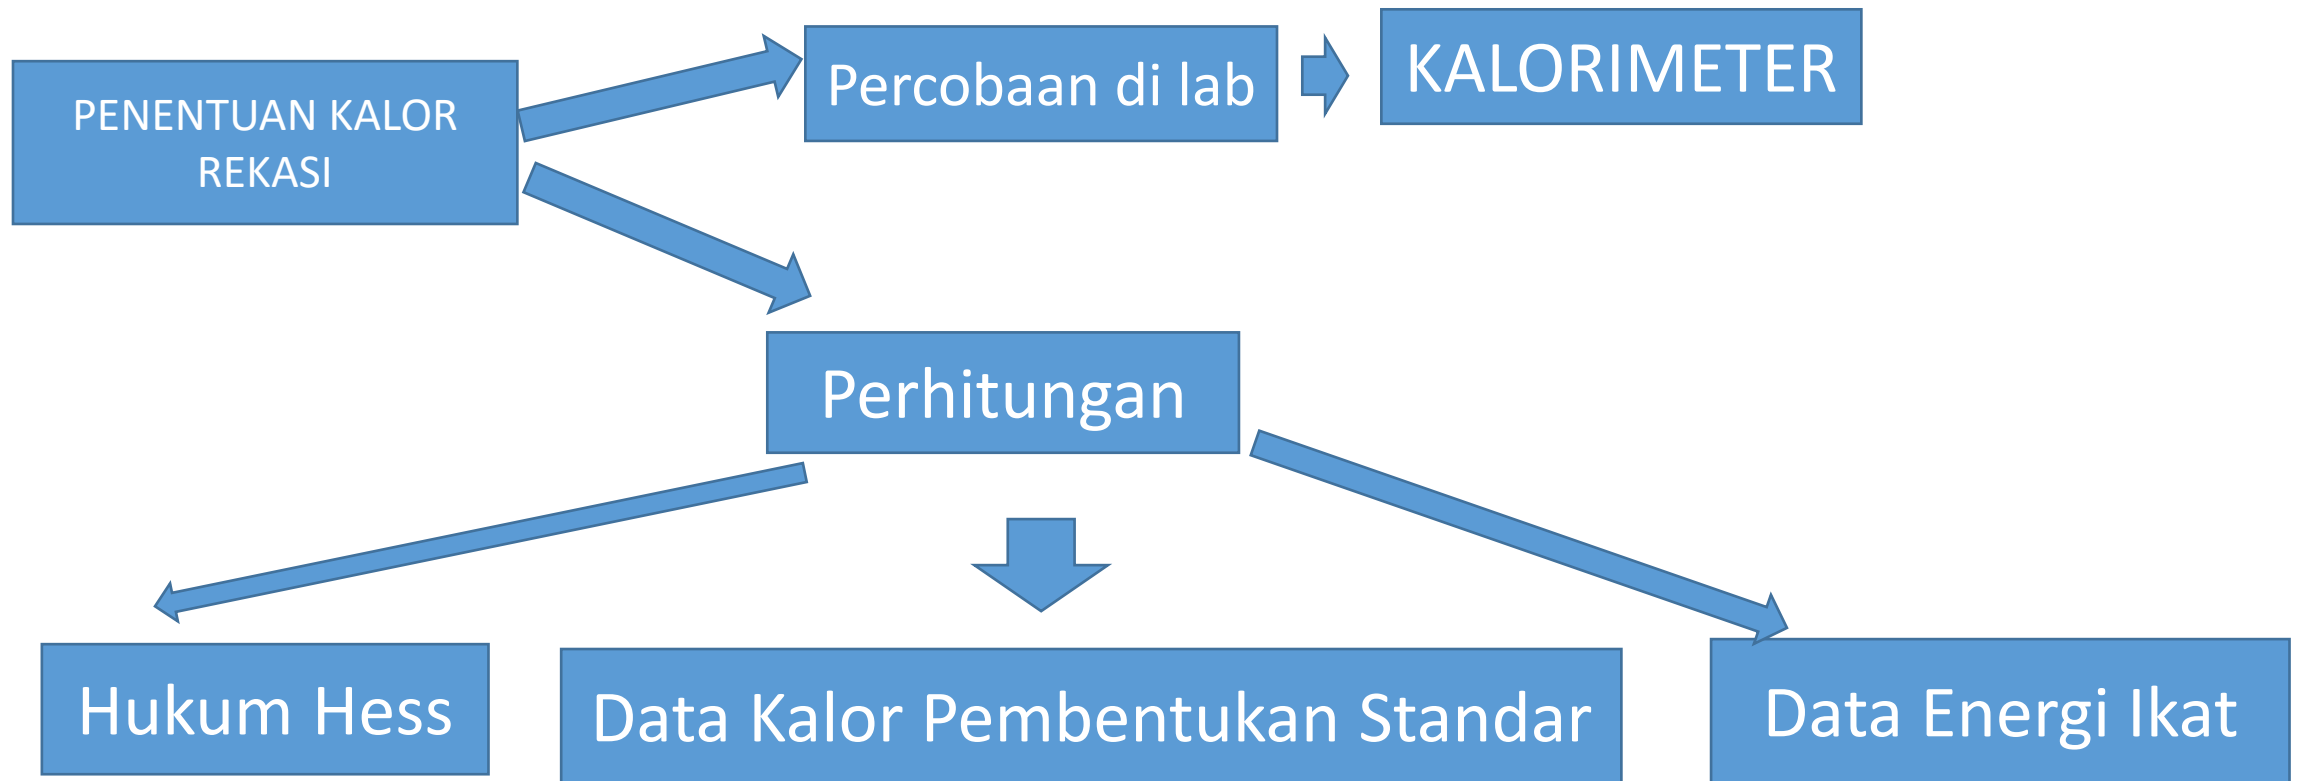 PENENTUAN KALOR
REKASI
Percobaan di lab
KALORIMETER
Perhitungan
Hukum Hess
Data Kalor Pembentukan Standar
Data Energi Ikat